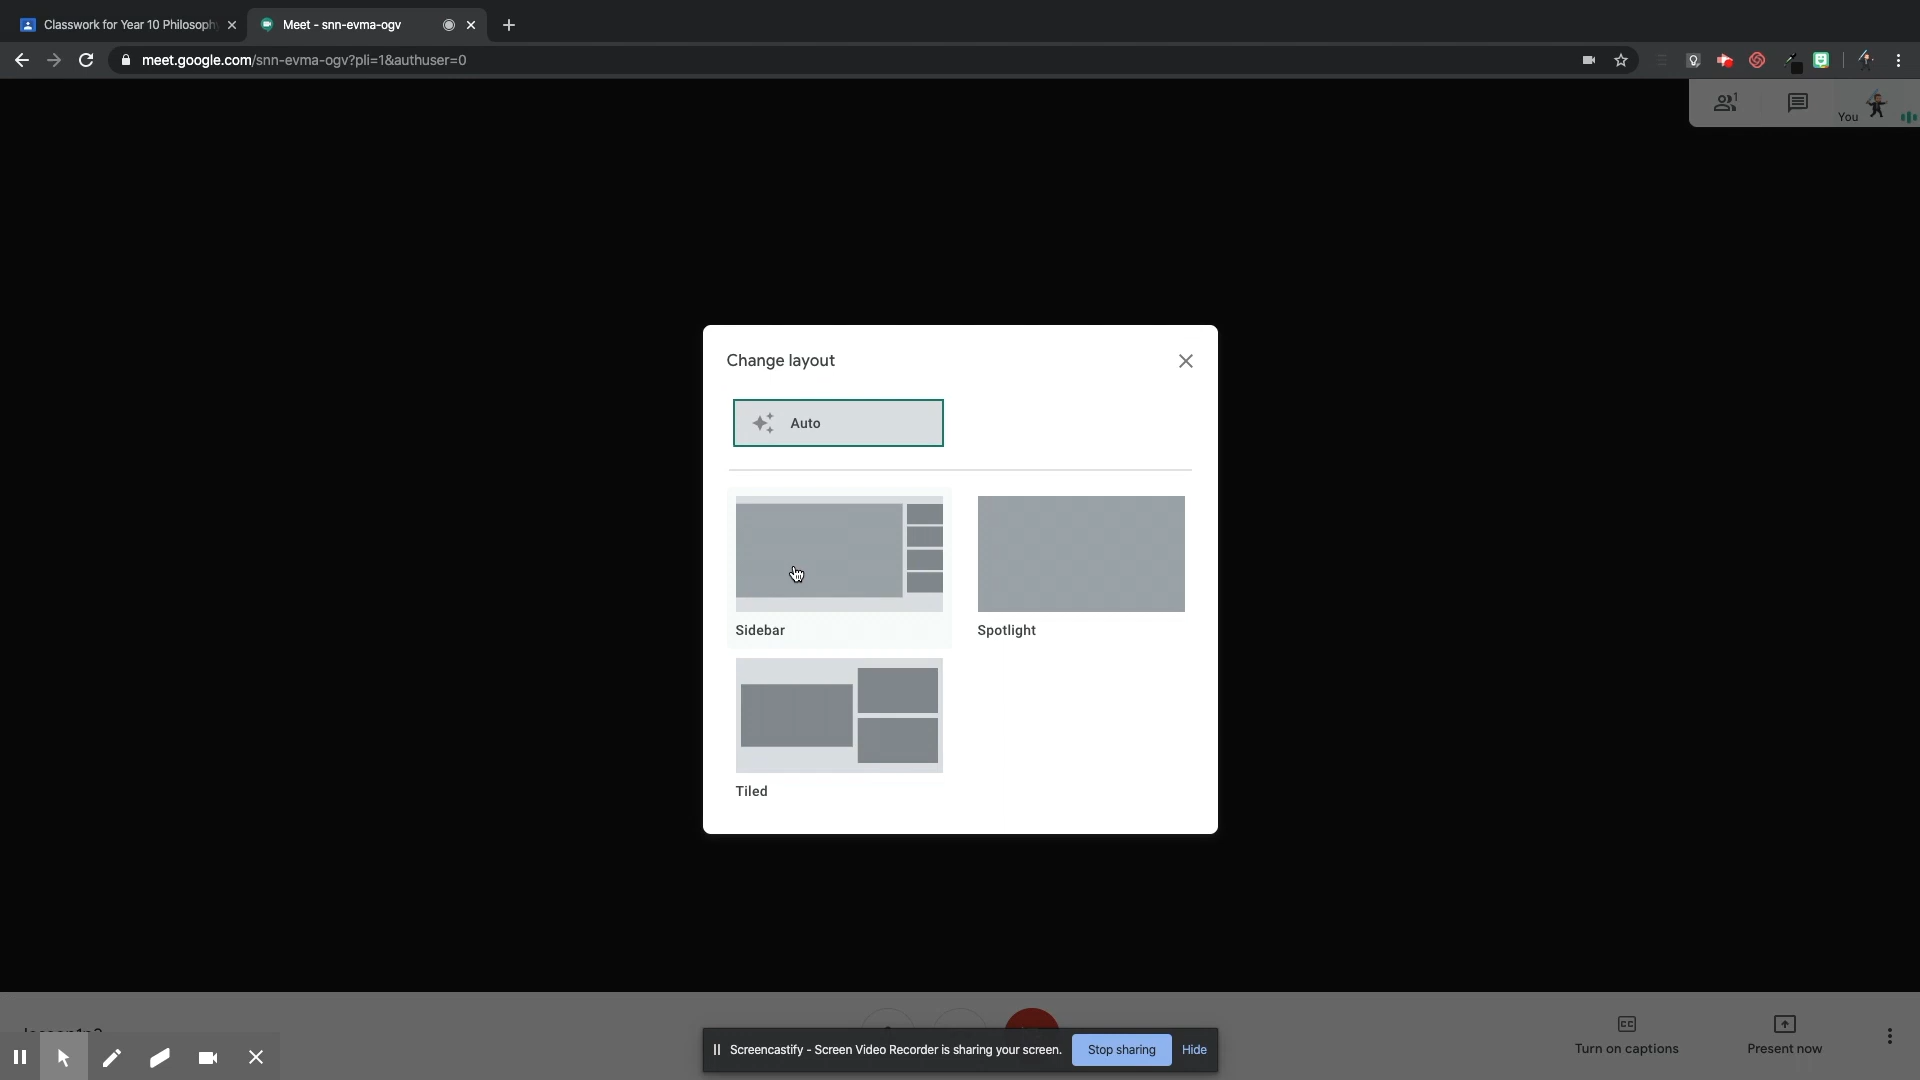 Classwork for Year 10 Philosoph
Meet - snn-evma-ogv
meet.google.com/snn-evma-ogv?pli=1&authuser=0
1
You
Change layout
Auto
Sidebar
Spotlight
Tiled
Screencastify - Screen Video Recorder is sharing your screen.
Stop sharing
Hide
CC
Turn on captions
Present now